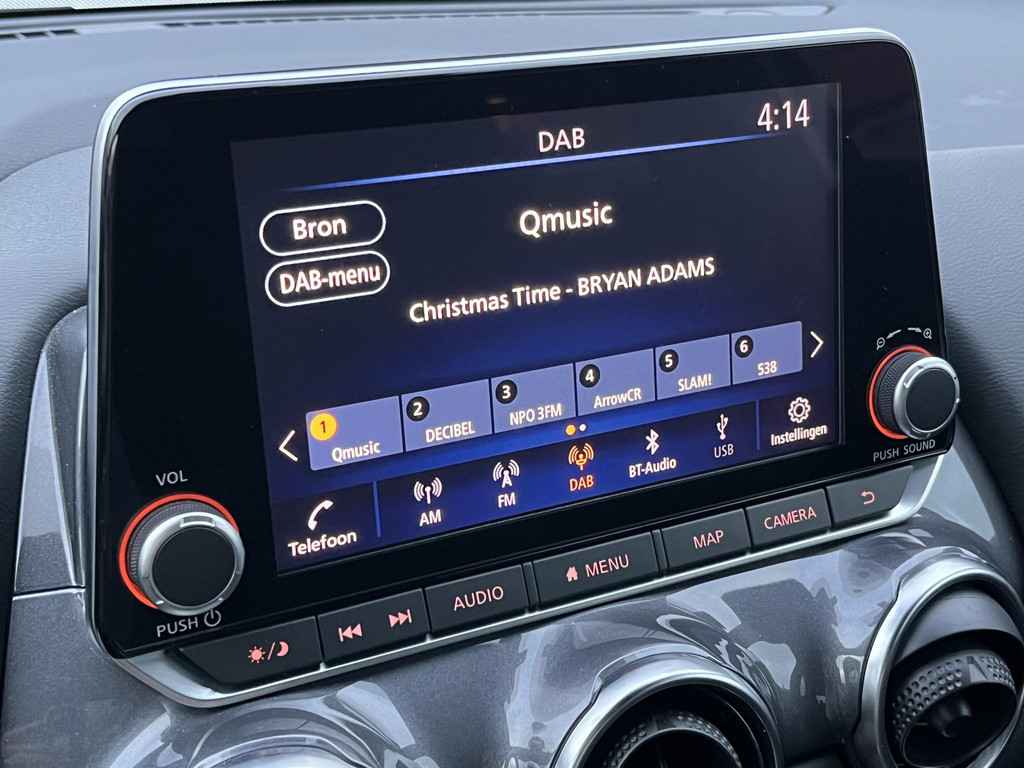 DAB
4:14
Bron
Qmusic
DAB-menu
Christmas Time - BRYAN ADAMS
1 Qmusic
2 DECIBEL
3 NPO 3FM
4 ArrowCR
5 SLAM!
6 538
Telefoon
AM
FM
DAB
BT-Audio
USB
Instellingen
VOL
PUSH
PUSH SOUND
AUDIO
MENU
MAP
CAMERA